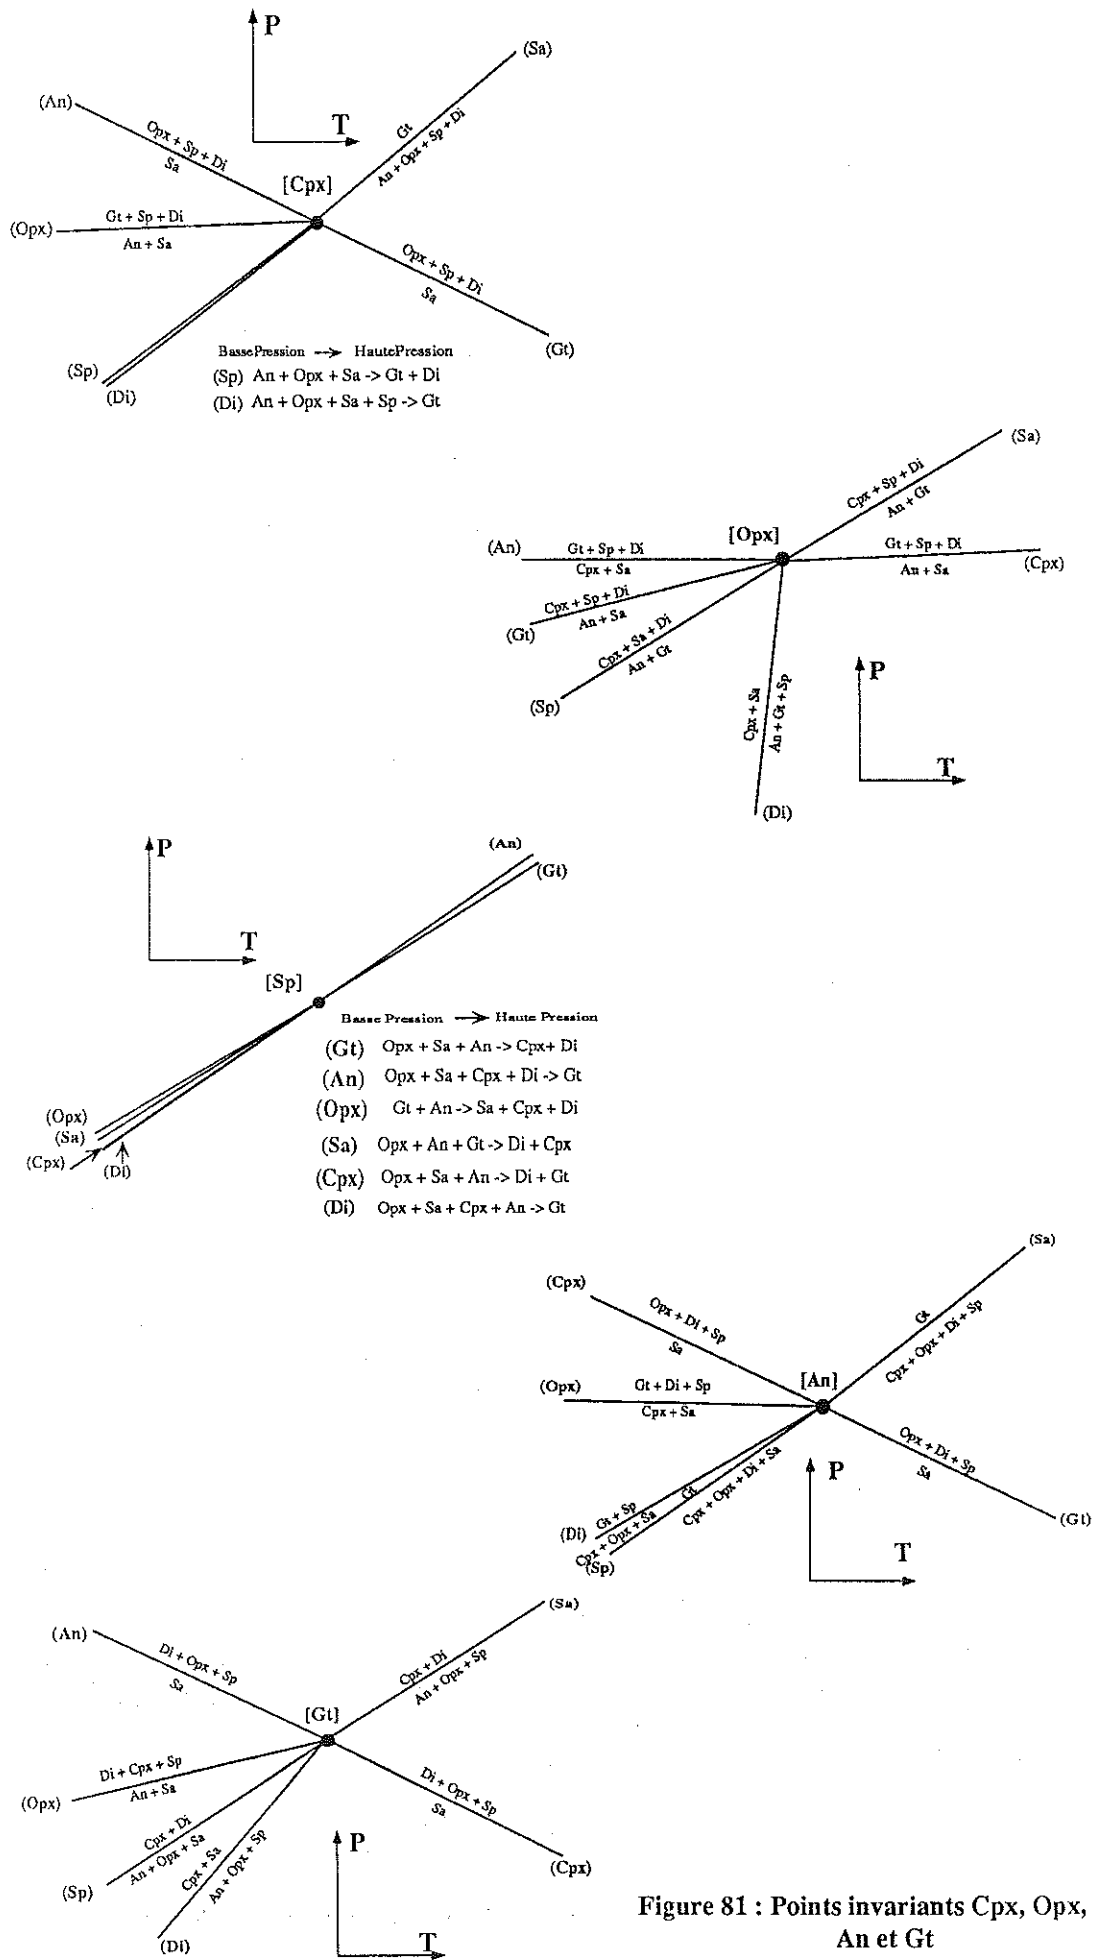 P
T
(Sa)
(An)
Opx + Sp + Di
Sa
Gt
An + Opx + Sp + Di
[Cpx]
(Opx)
Gt + Sp + Di
An + Sa
Opx + Sp + Di
Sa
(Gt)
(Sp)
(Di)
Basse Pression --> Haute Pression
(Sp) An + Opx + Sa -> Gt + Di
(Di) An + Opx + Sa + Sp -> Gt
(Sa)
Cpx + Sp + Di
An + Gt
[Opx]
(An)
Gt + Sp + Di
Cpx + Sa
Gt + Sp + Di
An + Sa
(Cpx)
Cpx + Sp + Di
An + Sa
(Gt)
Cpx + Sa + Di
An + Gt
(Sp)
Cpx + Sa
An + Gt + Sp
(Di)
P
T
P
T
(An)
(Gt)
[Sp]
Basse Pression --> Haute Pression
(Gt) Opx + Sa + An -> Cpx+ Di
(An) Opx + Sa + Cpx + Di -> Gt
(Opx) Gt + An -> Sa + Cpx + Di
(Sa) Opx + An + Gt -> Di + Cpx
(Cpx) Opx + Sa + An -> Di + Gt
(Di) Opx + Sa + Cpx + An -> Gt
(Opx)
(Sa)
(Cpx)
(Di)
(Sa)
(Cpx)
Opx + Di + Sp
Sa
Gt
Cpx + Opx + Di + Sp
[An]
(Opx)
Gt + Di + Sp
Cpx + Sa
Opx + Di + Sp
Sa
(Gt)
(Di)
Gt + Sp
Cpx + Opx + Sa
Gt
Cpx + Opx + Di + Sa
(Sp)
P
T
(Sa)
(An)
Di + Opx + Sp
Sa
Cpx + Di
An + Opx + Sp
[Gt]
(Opx)
Di + Cpx + Sp
An + Sa
Di + Opx + Sp
Sa
(Cpx)
Cpx + Di
An + Opx + Sa
(Sp)
Cpx + Sa
An + Opx + Sp
(Di)
P
T
Figure 81 : Points invariants Cpx, Opx,
An et Gt